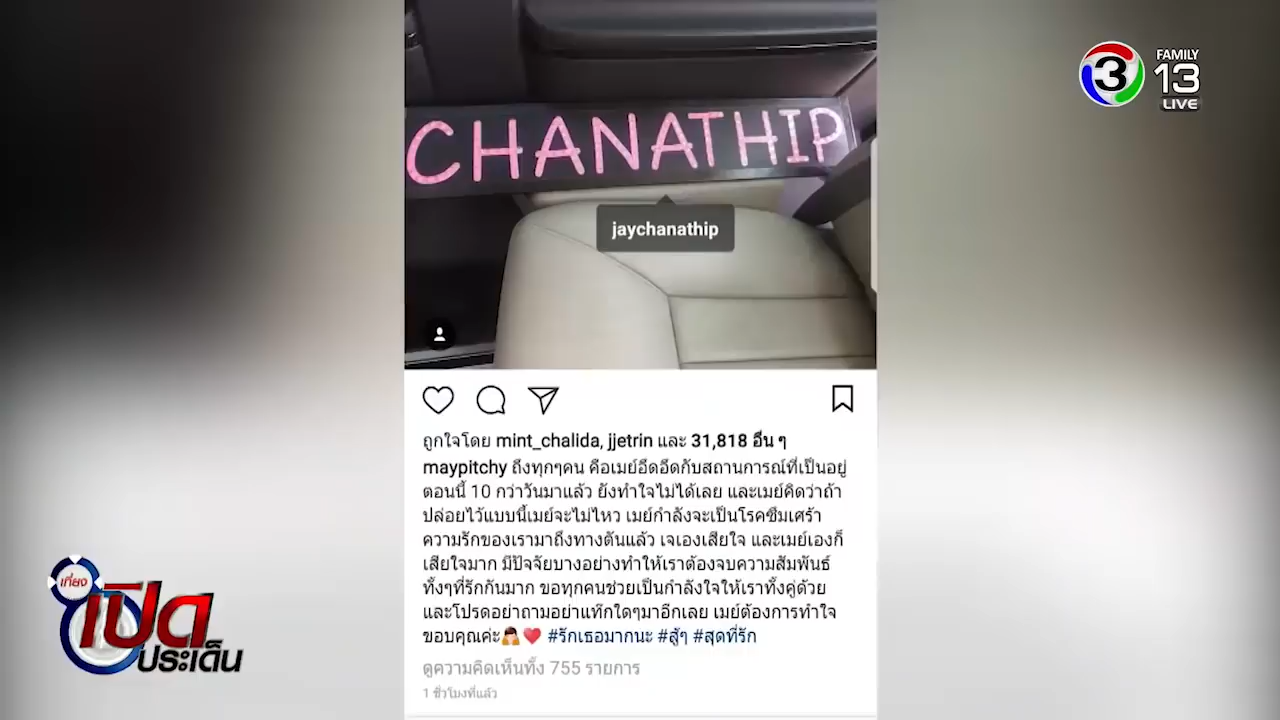 CHANATHIP
3
FAMILY
13
LIVE
jaychanathip
ถูกใจโดย mint_chalida, jjetrin และ 31,818 อื่น ๆ
maypitchy ถึงทุกๆคน คือเมย์อึดอัดกับสถานการณ์ที่เป็นอยู่
ตอนนี้ 10 กว่าวันมาแล้ว ยังทำใจไม่ได้เลย และเมย์คิดว่าถ้า
ปล่อยไว้แบบนี้เมย์จะไม่ไหว เมย์กำลังจะเป็นโรคซึมเศร้า
ความรักของเรามาถึงทางตันแล้ว เจเองเสียใจ และเมย์เองก็
เสียใจมาก มีปัจจัยบางอย่างทำให้เราต้องจบความสัมพันธ์
ทั้งๆที่รักกันมาก ขอทุกคนช่วยเป็นกำลังใจให้เราทั้งคู่ด้วย
และโปรดอย่าถามอย่าแท๊กใดๆมาอีกเลย เมย์ต้องการทำใจ
ขอบคุณค่ะ🙏❤️ #รักเธอมากนะ #สู้ๆ #สุดที่รัก
ดูความคิดเห็นทั้ง 755 รายการ
1 ชั่วโมงที่แล้ว
เที่ยง
เปิด
ประเด็น